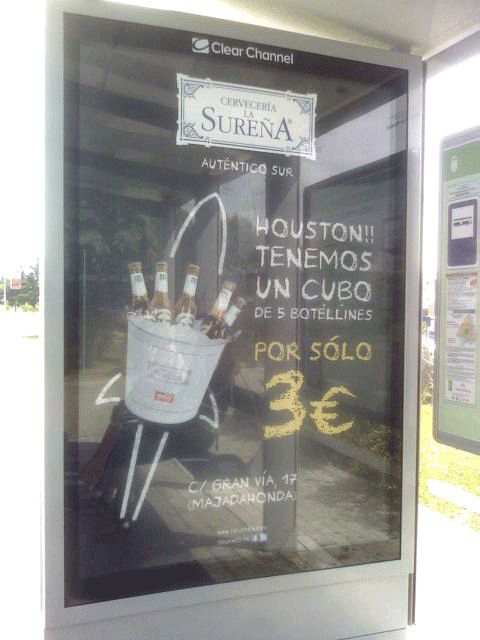 Clear Channel
CERVECERÍA
LA
SUREÑA
AUTÉNTICO SUR
HOUSTON!!
TENEMOS
UN CUBO
DE 5 BOTELLINES
POR SÓLO
3€
C/ GRAN VÍA, 17
(MAJADAHONDA)